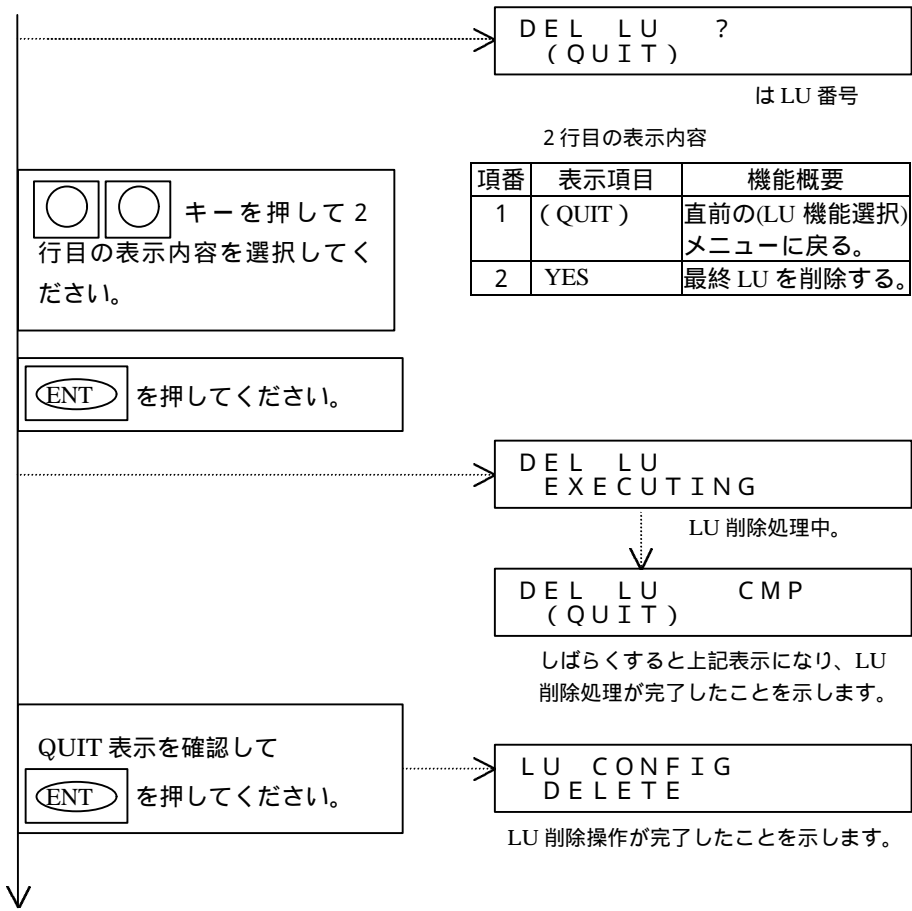 DEL LU ?
(QUIT)
は LU 番号
2 行目の表示内容
項番 表示項目 機能概要
1 (QUIT) 直前の(LU 機能選択)
メニューに戻る。
2 YES 最終 LU を削除する。
キーを押して 2
行目の表示内容を選択してく
ださい。
ENT を押してください。
DEL LU
EXECUTING
LU 削除処理中。
DEL LU CMP
(QUIT)
しばらくすると上記表示になり、LU
削除処理が完了したことを示します。
QUIT 表示を確認して
ENT を押してください。
LU CONFIG
DELETE
LU 削除操作が完了したことを示します。